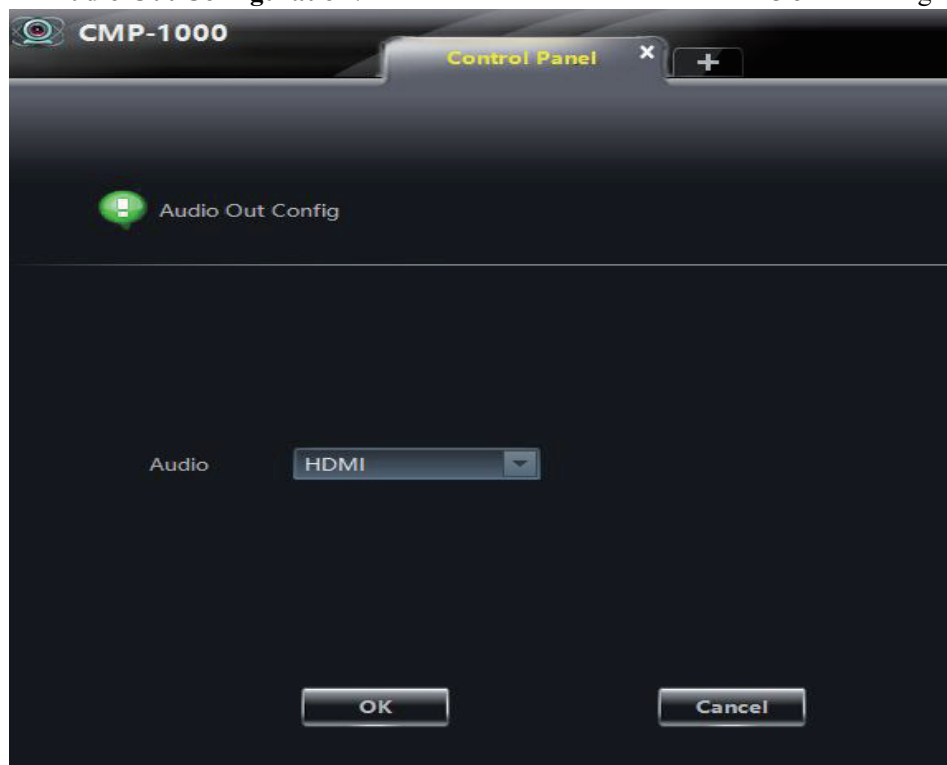 CMP-1000
Control Panel
Audio Out Config
Audio
HDMI
OK
Cancel